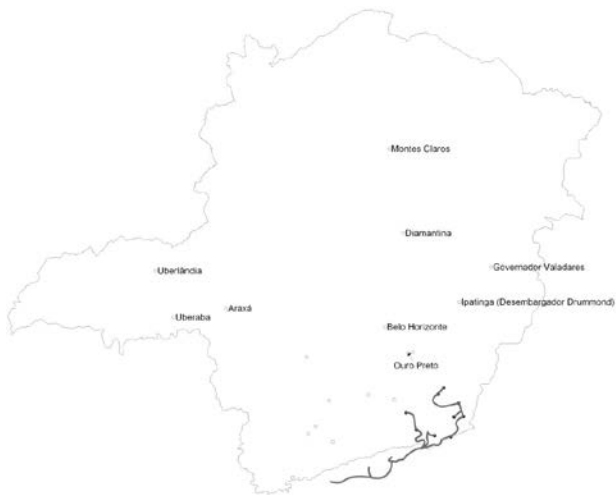 Montes Claros
Diamantina
Uberlândia
Governador Valadares
Ipatinga (Desembargador Drummond)
Araxá
Uberaba
Belo Horizonte
Ouro Preto